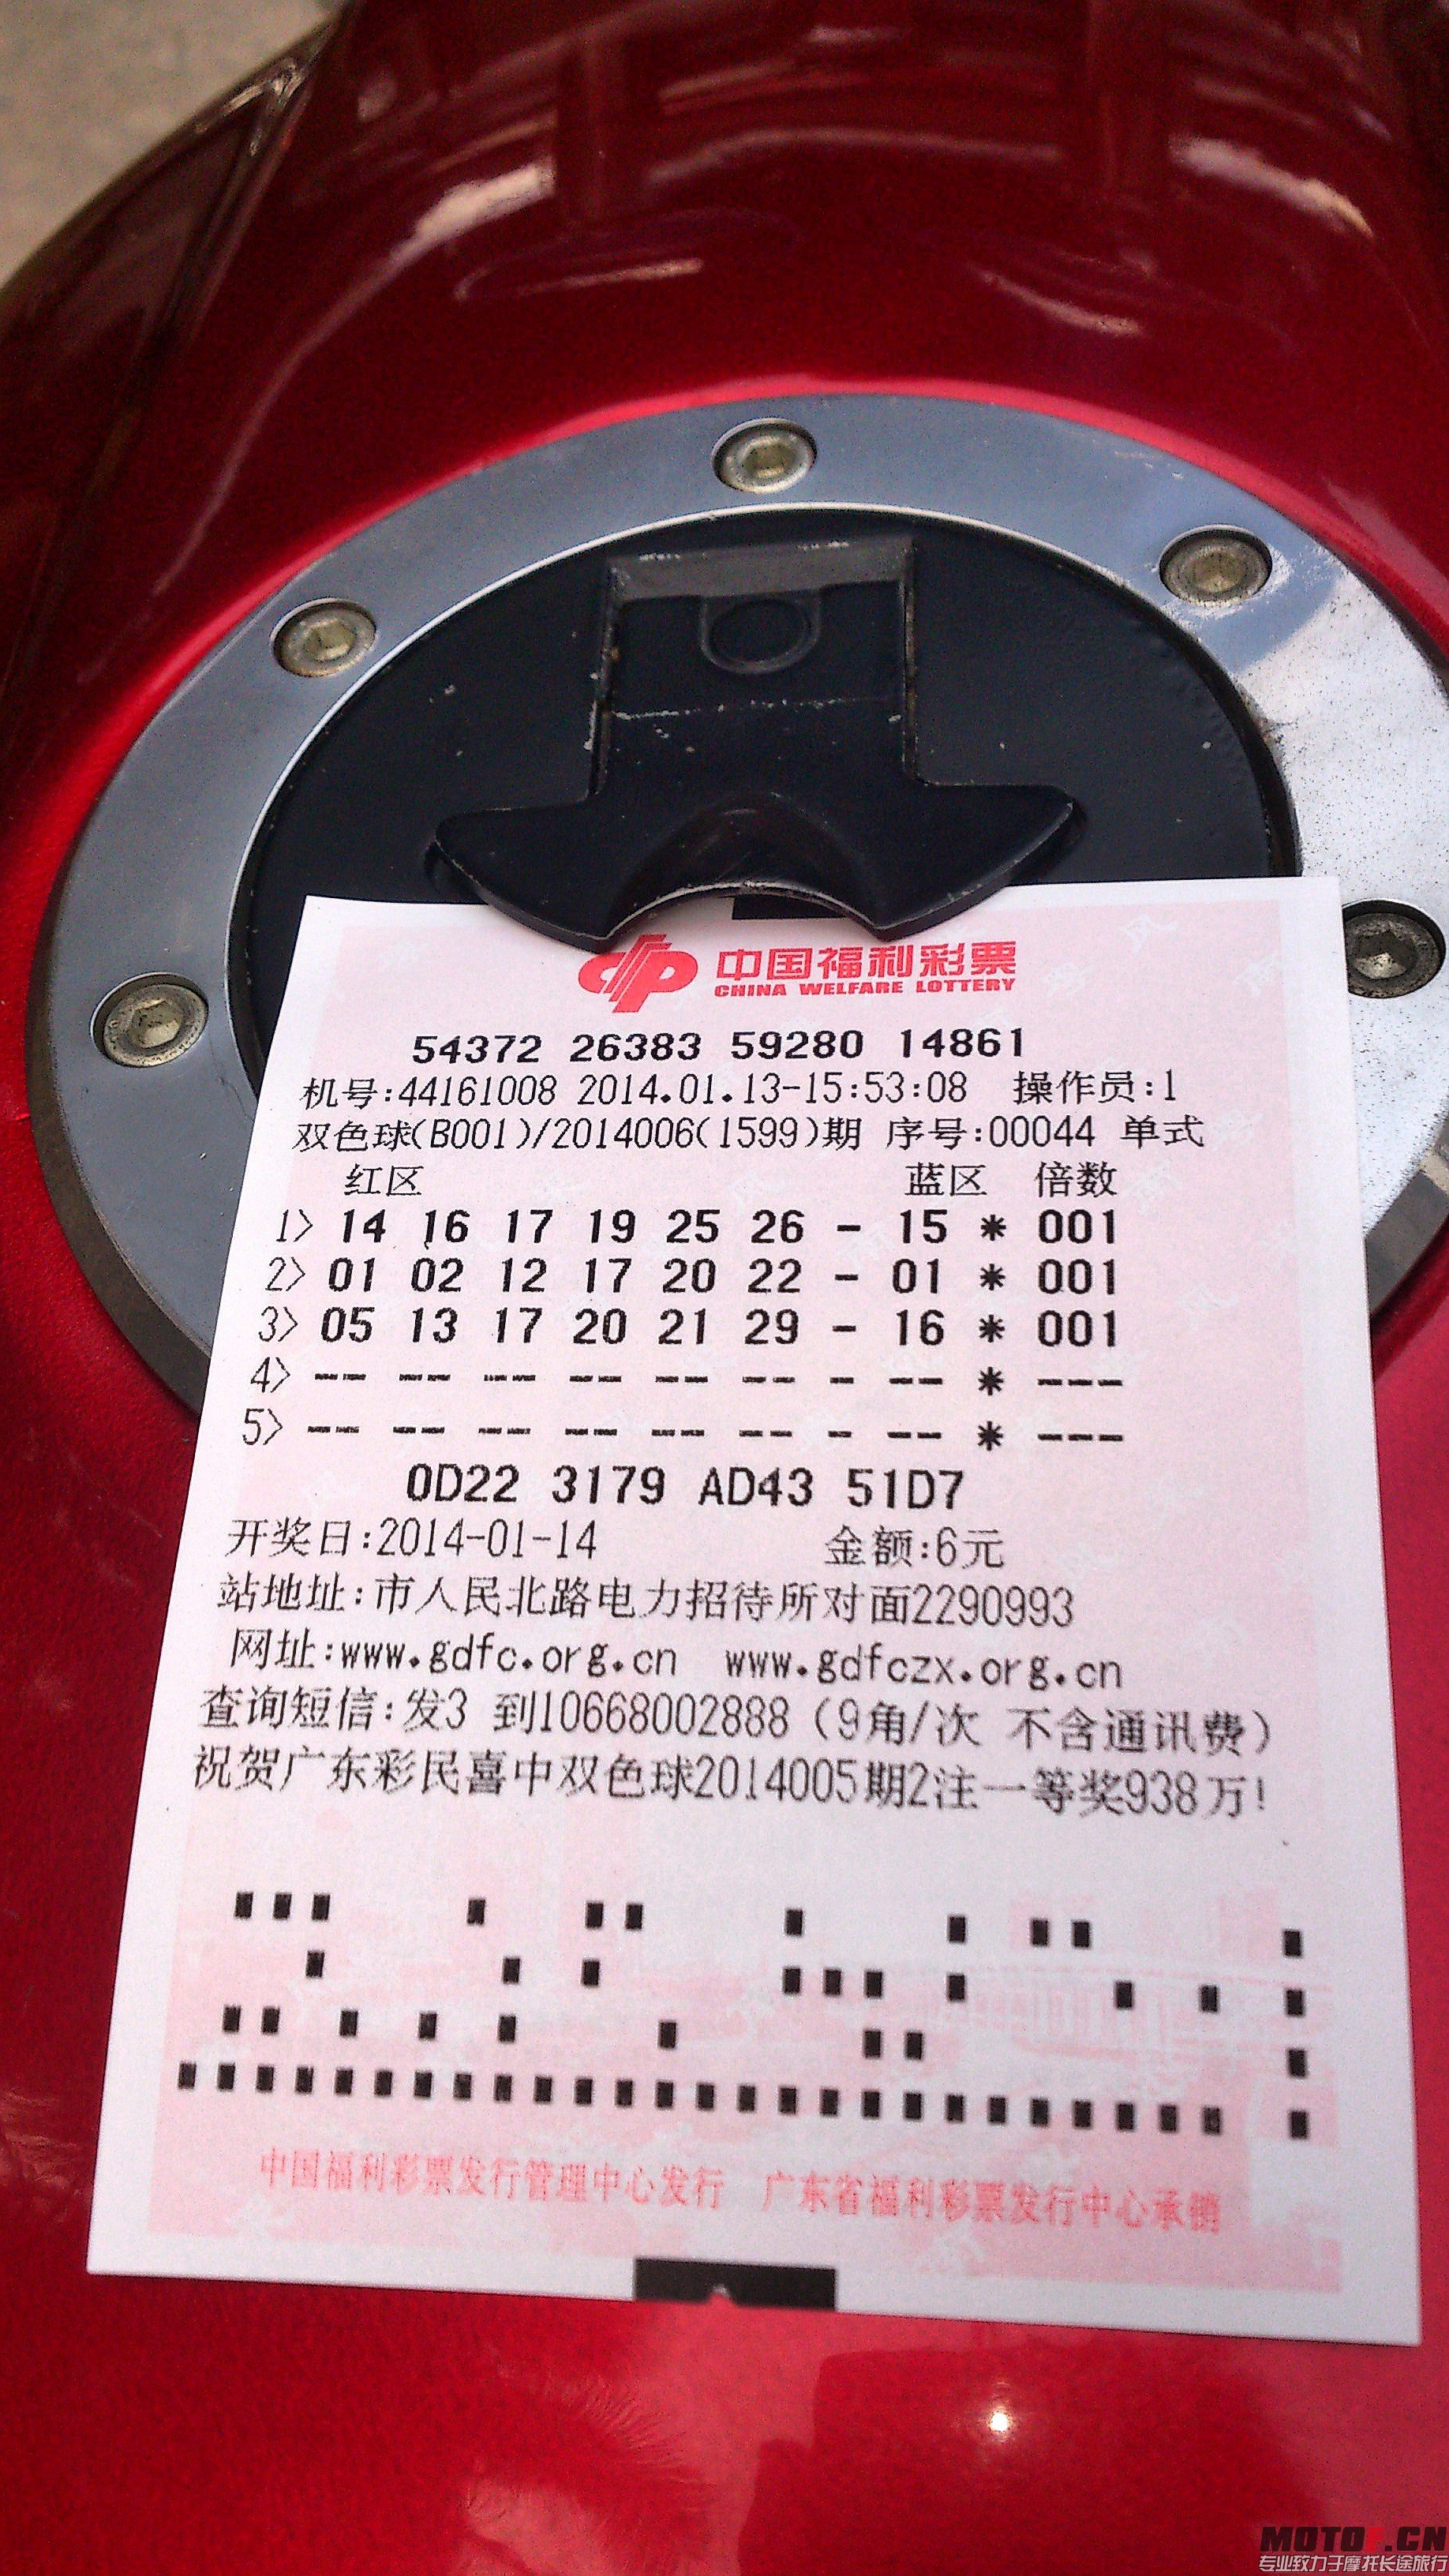 中国福利彩票
CHINA WELFARE LOTTERY
54372 26383 59280 14861
机号:44161008 2014.01.13-15:53:08 操作员:1
双色球(B001)/2014006(1599)期 序号:00044 单式
红区 蓝区 倍数
1> 14 16 17 19 25 26 - 15 * 001
2> 01 02 12 17 20 22 - 01 * 001
3> 05 13 17 20 21 29 - 16 * 001
4> -- -- -- -- -- -- - -- * ---
5> -- -- -- -- -- -- - -- * ---
0D22 3179 AD43 51D7
开奖日:2014-01-14 金额:6元
站地址:市人民北路电力招待所对面2290993
网址:www.gdfc.org.cn www.gdfczx.org.cn
查询短信:发3 到10668002888 (9角/次 不含通讯费)
祝贺广东彩民喜中双色球2014005期2注一等奖938万!
中国福利彩票发行管理中心发行 广东省福利彩票发行中心承销
MOTO8.CN
专业致力于摩托长途旅行